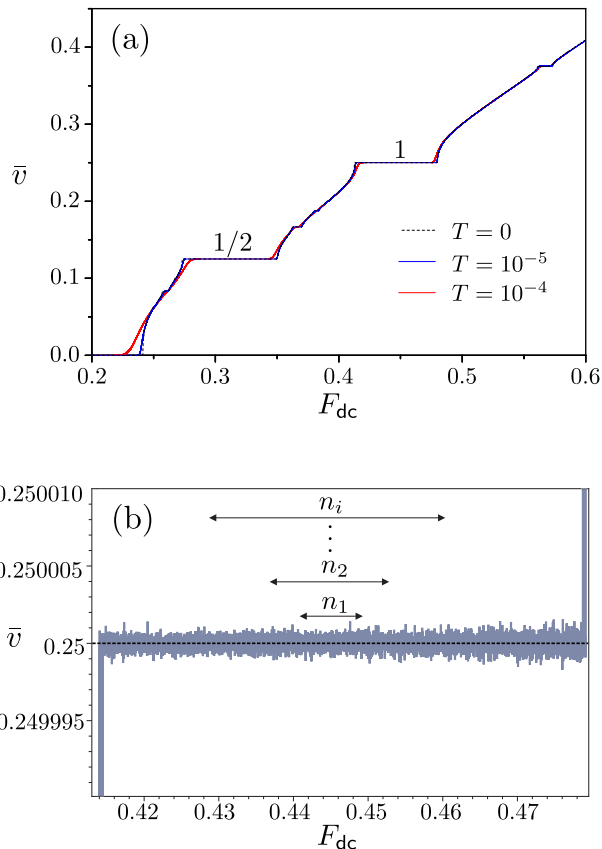 (a)
0.4
0.3
v̄
0.2
0.1
0.0
1
1/2
T = 0
T = 10⁻⁵
T = 10⁻⁴
0.2 0.3 0.4 0.5 0.6
F_dc
(b)
0.250010
0.250005
v̄ 0.25
0.249995
n_i
n_2
n_1
0.42 0.43 0.44 0.45 0.46 0.47
F_dc